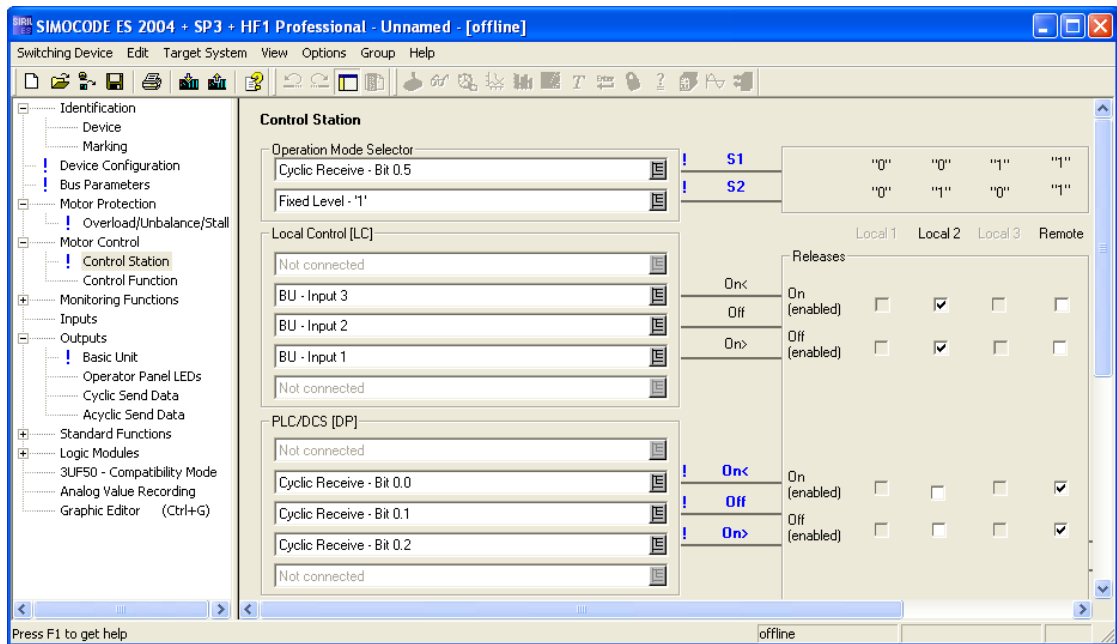 SIMOCODE ES 2004 + SP3 + HF1 Professional - Unnamed - [offline]
Switching Device Edit Target System View Options Group Help
Identification
Device
Marking
! Device Configuration
! Bus Parameters
Motor Protection
! Overload/Unbalance/Stall
Motor Control
! Control Station
Control Function
Monitoring Functions
Inputs
Outputs
! Basic Unit
Operator Panel LEDs
Cyclic Send Data
Acyclic Send Data
Standard Functions
Logic Modules
3UF50 - Compatibility Mode
Analog Value Recording
Graphic Editor (Ctrl+G)
Control Station
Operation Mode Selector
Cyclic Receive - Bit 0.5
! S1
"0" "0" "1" "1"
Fixed Level - '1'
! S2
"0" "1" "0" "1"
Local 1 Local 2 Local 3 Remote
Local Control [LC]
Releases
Not connected
BU - Input 3
On<
On (enabled)
BU - Input 2
Off
Off (enabled)
BU - Input 1
On>
Not connected
PLC/DCS [DP]
Not connected
Cyclic Receive - Bit 0.0
! On<
On (enabled)
Cyclic Receive - Bit 0.1
! Off
Off (enabled)
Cyclic Receive - Bit 0.2
! On>
Not connected
Press F1 to get help
offline